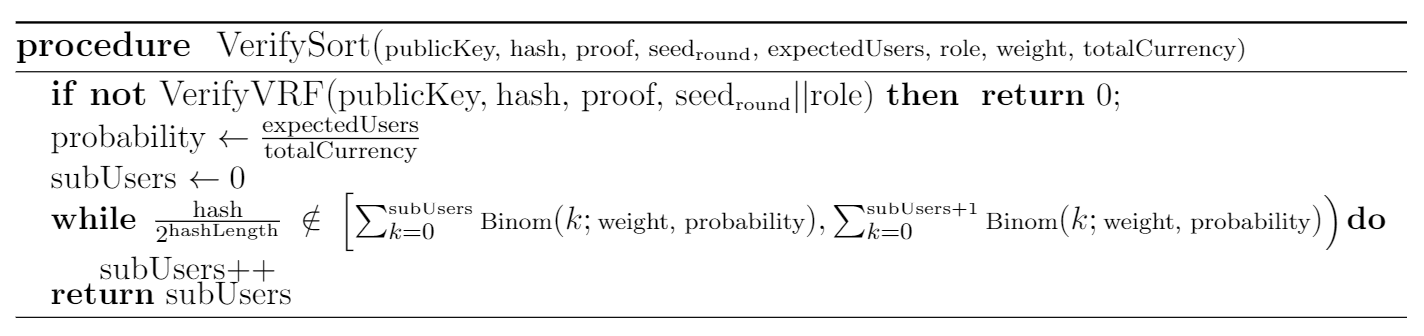 procedure VerifySort(publicKey, hash, proof, seed_round, expectedUsers, role, weight, totalCurrency)
if not VerifyVRF(publicKey, hash, proof, seed_round||role) then return 0;
probability ← \frac{expectedUsers}{totalCurrency}
subUsers ← 0
while \frac{hash}{2^{hashLength}} ∉ [∑_{k=0}^{subUsers} Binom(k; weight, probability), ∑_{k=0}^{subUsers+1} Binom(k; weight, probability)) do
subUsers++
return subUsers